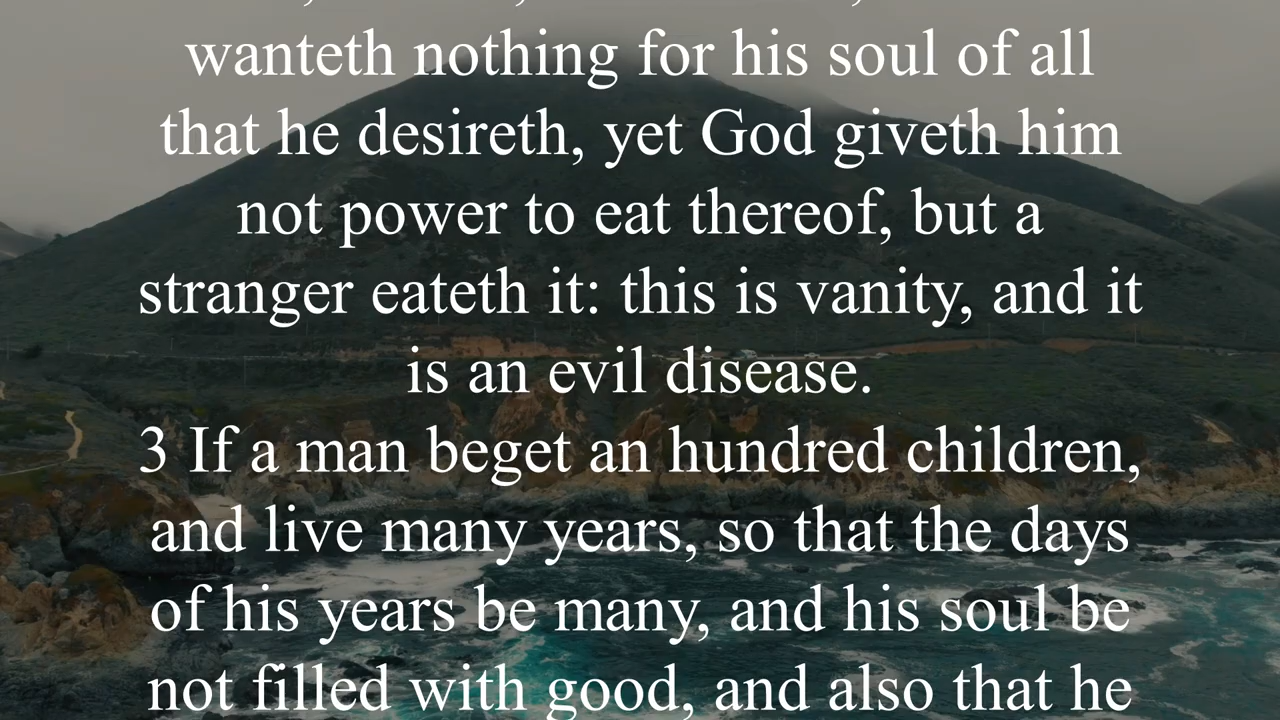 wanteth nothing for his soul of all
that he desireth, yet God giveth him
not power to eat thereof, but a
stranger eateth it: this is vanity, and it
is an evil disease.
3 If a man beget an hundred children,
and live many years, so that the days
of his years be many, and his soul be
not filled with good, and also that he